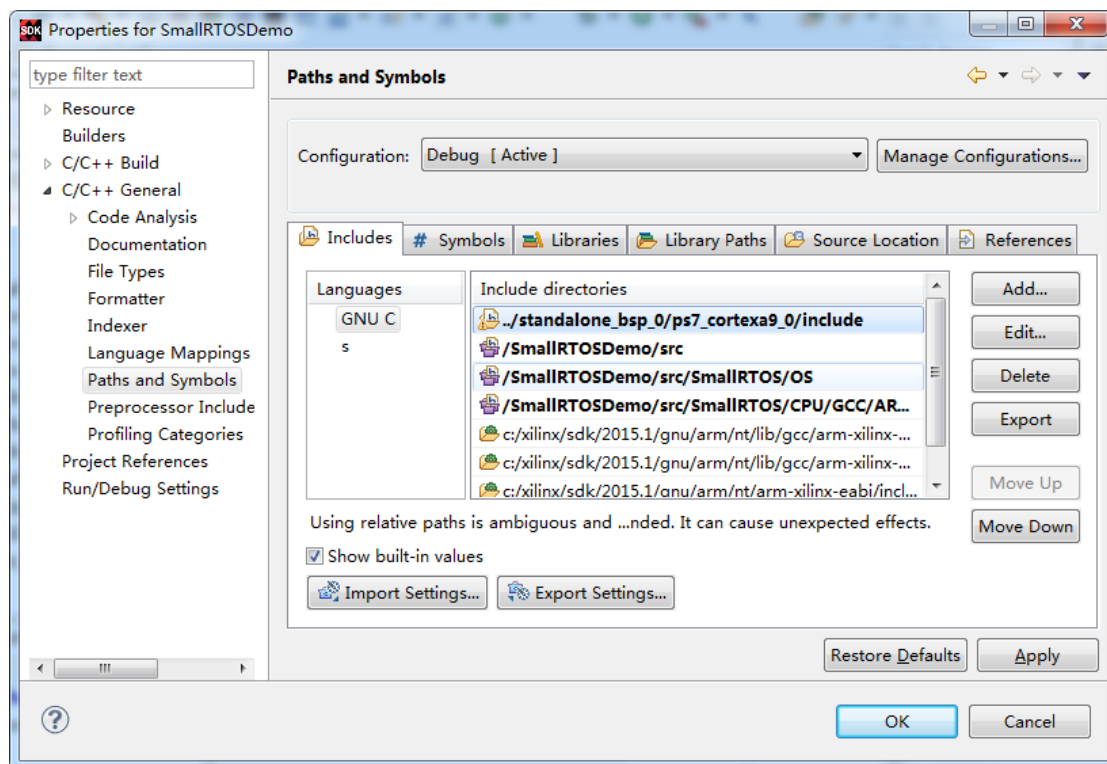 SDK Properties for SmallRTOSDemo
type filter text
Resource
Builders
C/C++ Build
C/C++ General
Code Analysis
Documentation
File Types
Formatter
Indexer
Language Mappings
Paths and Symbols
Preprocessor Include
Profiling Categories
Project References
Run/Debug Settings
Paths and Symbols
Configuration: Debug [ Active ] Manage Configurations...
Includes # Symbols Libraries Library Paths Source Location References
Languages
GNU C
s
Include directories
../standalone_bsp_0/ps7_cortexa9_0/include
/SmallRTOSDemo/src
/SmallRTOSDemo/src/SmallRTOS/OS
/SmallRTOSDemo/src/SmallRTOS/CPU/GCC/AR...
c:/xilinx/sdk/2015.1/gnu/arm/nt/lib/gcc/arm-xilinx-...
c:/xilinx/sdk/2015.1/gnu/arm/nt/lib/gcc/arm-xilinx-...
c:/xilinx/sdk/2015.1/gnu/arm/nt/arm-xilinx-eabi/incl...
Add...
Edit...
Delete
Export
Move Up
Move Down
Using relative paths is ambiguous and ...nded. It can cause unexpected effects.
Show built-in values
Import Settings... Export Settings...
Restore Defaults Apply
? OK Cancel